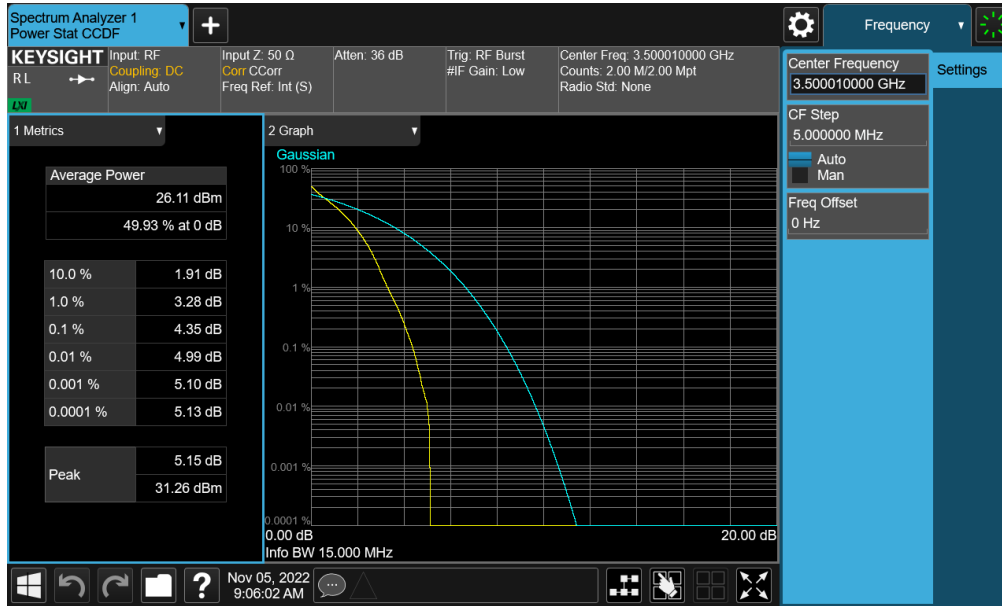 Spectrum Analyzer 1
Power Stat CCDF
Frequency
KEYSIGHT
R L
LXI
Input: RF
Coupling: DC
Align: Auto
Input Z: 50 Ω
Corr CCorr
Freq Ref: Int (S)
Atten: 36 dB
Trig: RF Burst
#IF Gain: Low
Center Freq: 3.500010000 GHz
Counts: 2.00 M/2.00 Mpt
Radio Std: None
Center Frequency
3.500010000 GHz
Settings
CF Step
5.000000 MHz
Auto
Man
Freq Offset
0 Hz
1 Metrics
Average Power
26.11 dBm
49.93 % at 0 dB
10.0 % 1.91 dB
1.0 % 3.28 dB
0.1 % 4.35 dB
0.01 % 4.99 dB
0.001 % 5.10 dB
0.0001 % 5.13 dB
Peak
5.15 dB
31.26 dBm
2 Graph
Gaussian
100 %
10 %
1 %
0.1 %
0.01 %
0.001 %
0.0001 %
0.00 dB 20.00 dB
Info BW 15.000 MHz
?
Nov 05, 2022
9:06:02 AM